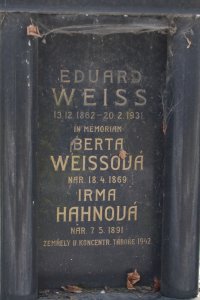 EDUARD
WEISS
13.12.1862–20.2.1931
IN MEMORIAM
BERTA
WEISSOVÁ
NAR. 18.4.1869
IRMA
HAHNOVÁ
NAR. 7.5.1891
ZEMŘELY V KONCENTR. TÁBOŘE 1942